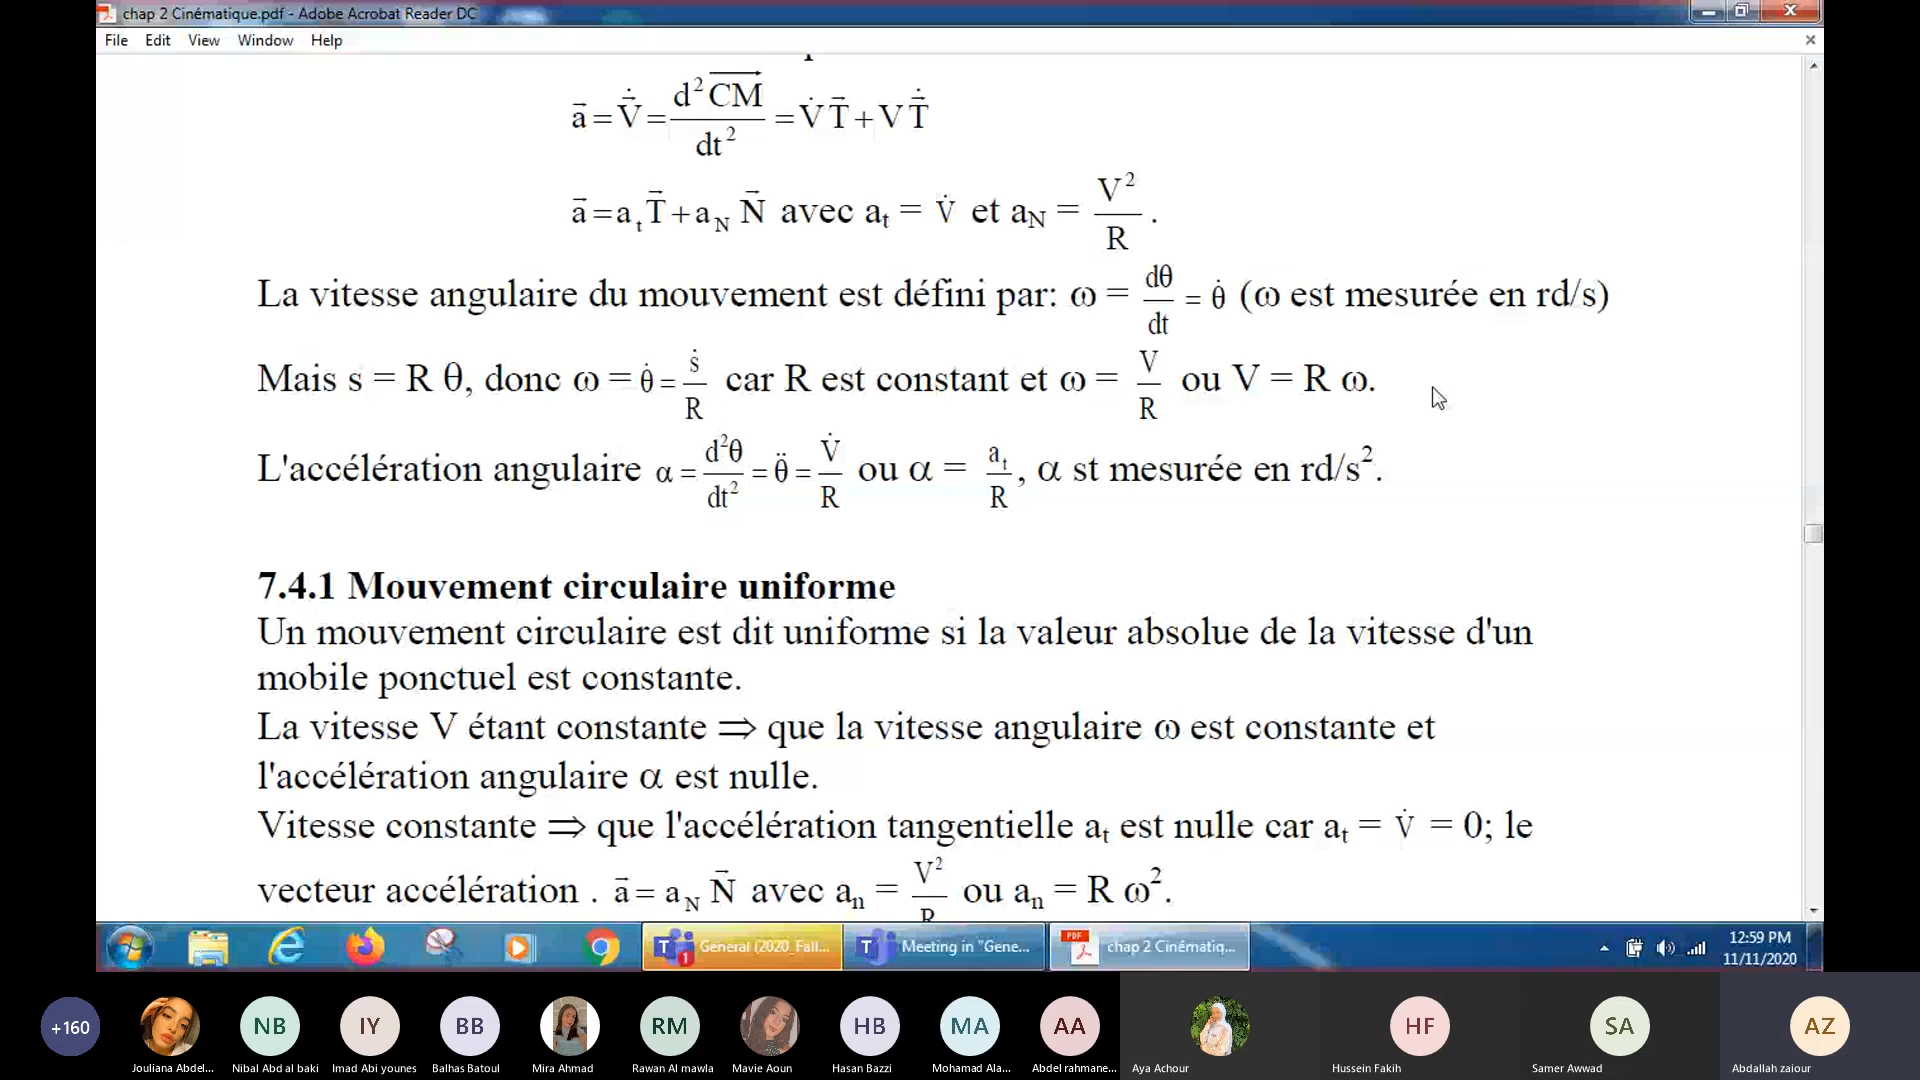 chap 2 Cinématique.pdf - Adobe Acrobat Reader DC
File Edit View Window Help
a⃗ = V⃗̇ = d²CM⃗/dt² = V̇ T⃗ + V T⃗̇
a⃗ = a_t T⃗ + a_N N⃗ avec a_t = V̇ et a_N = V²/R .
La vitesse angulaire du mouvement est défini par: ω = dθ/dt = θ̇ (ω est mesurée en rd/s)
Mais s = R θ, donc ω = θ̇ = ṡ/R car R est constant et ω = V/R ou V = R ω.
L'accélération angulaire α = d²θ/dt² = θ̈ = V̇/R ou α = a_t/R, α st mesurée en rd/s².
7.4.1 Mouvement circulaire uniforme
Un mouvement circulaire est dit uniforme si la valeur absolue de la vitesse d'un
mobile ponctuel est constante.
La vitesse V étant constante ⇒ que la vitesse angulaire ω est constante et
l'accélération angulaire α est nulle.
Vitesse constante ⇒ que l'accélération tangentielle a_t est nulle car a_t = V̇ = 0; le
vecteur accélération . a⃗ = a_N N⃗ avec a_n = V²/R ou a_n = R ω².
General (2020_Fall... Meeting in "Gene... chap 2 Cinématiq...
12:59 PM
11/11/2020
+160 NB IY BB RM HB MA AA HF SA AZ
Jouliana Abdel... Nibal Abd al baki Imad Abi younes Balhas Batoul Mira Ahmad Rawan Al mawla Mavie Aoun Hasan Bazzi Mohamad Ala... Abdel rahmane... Aya Achour Hussein Fakih Samer Awwad Abdallah zaiour